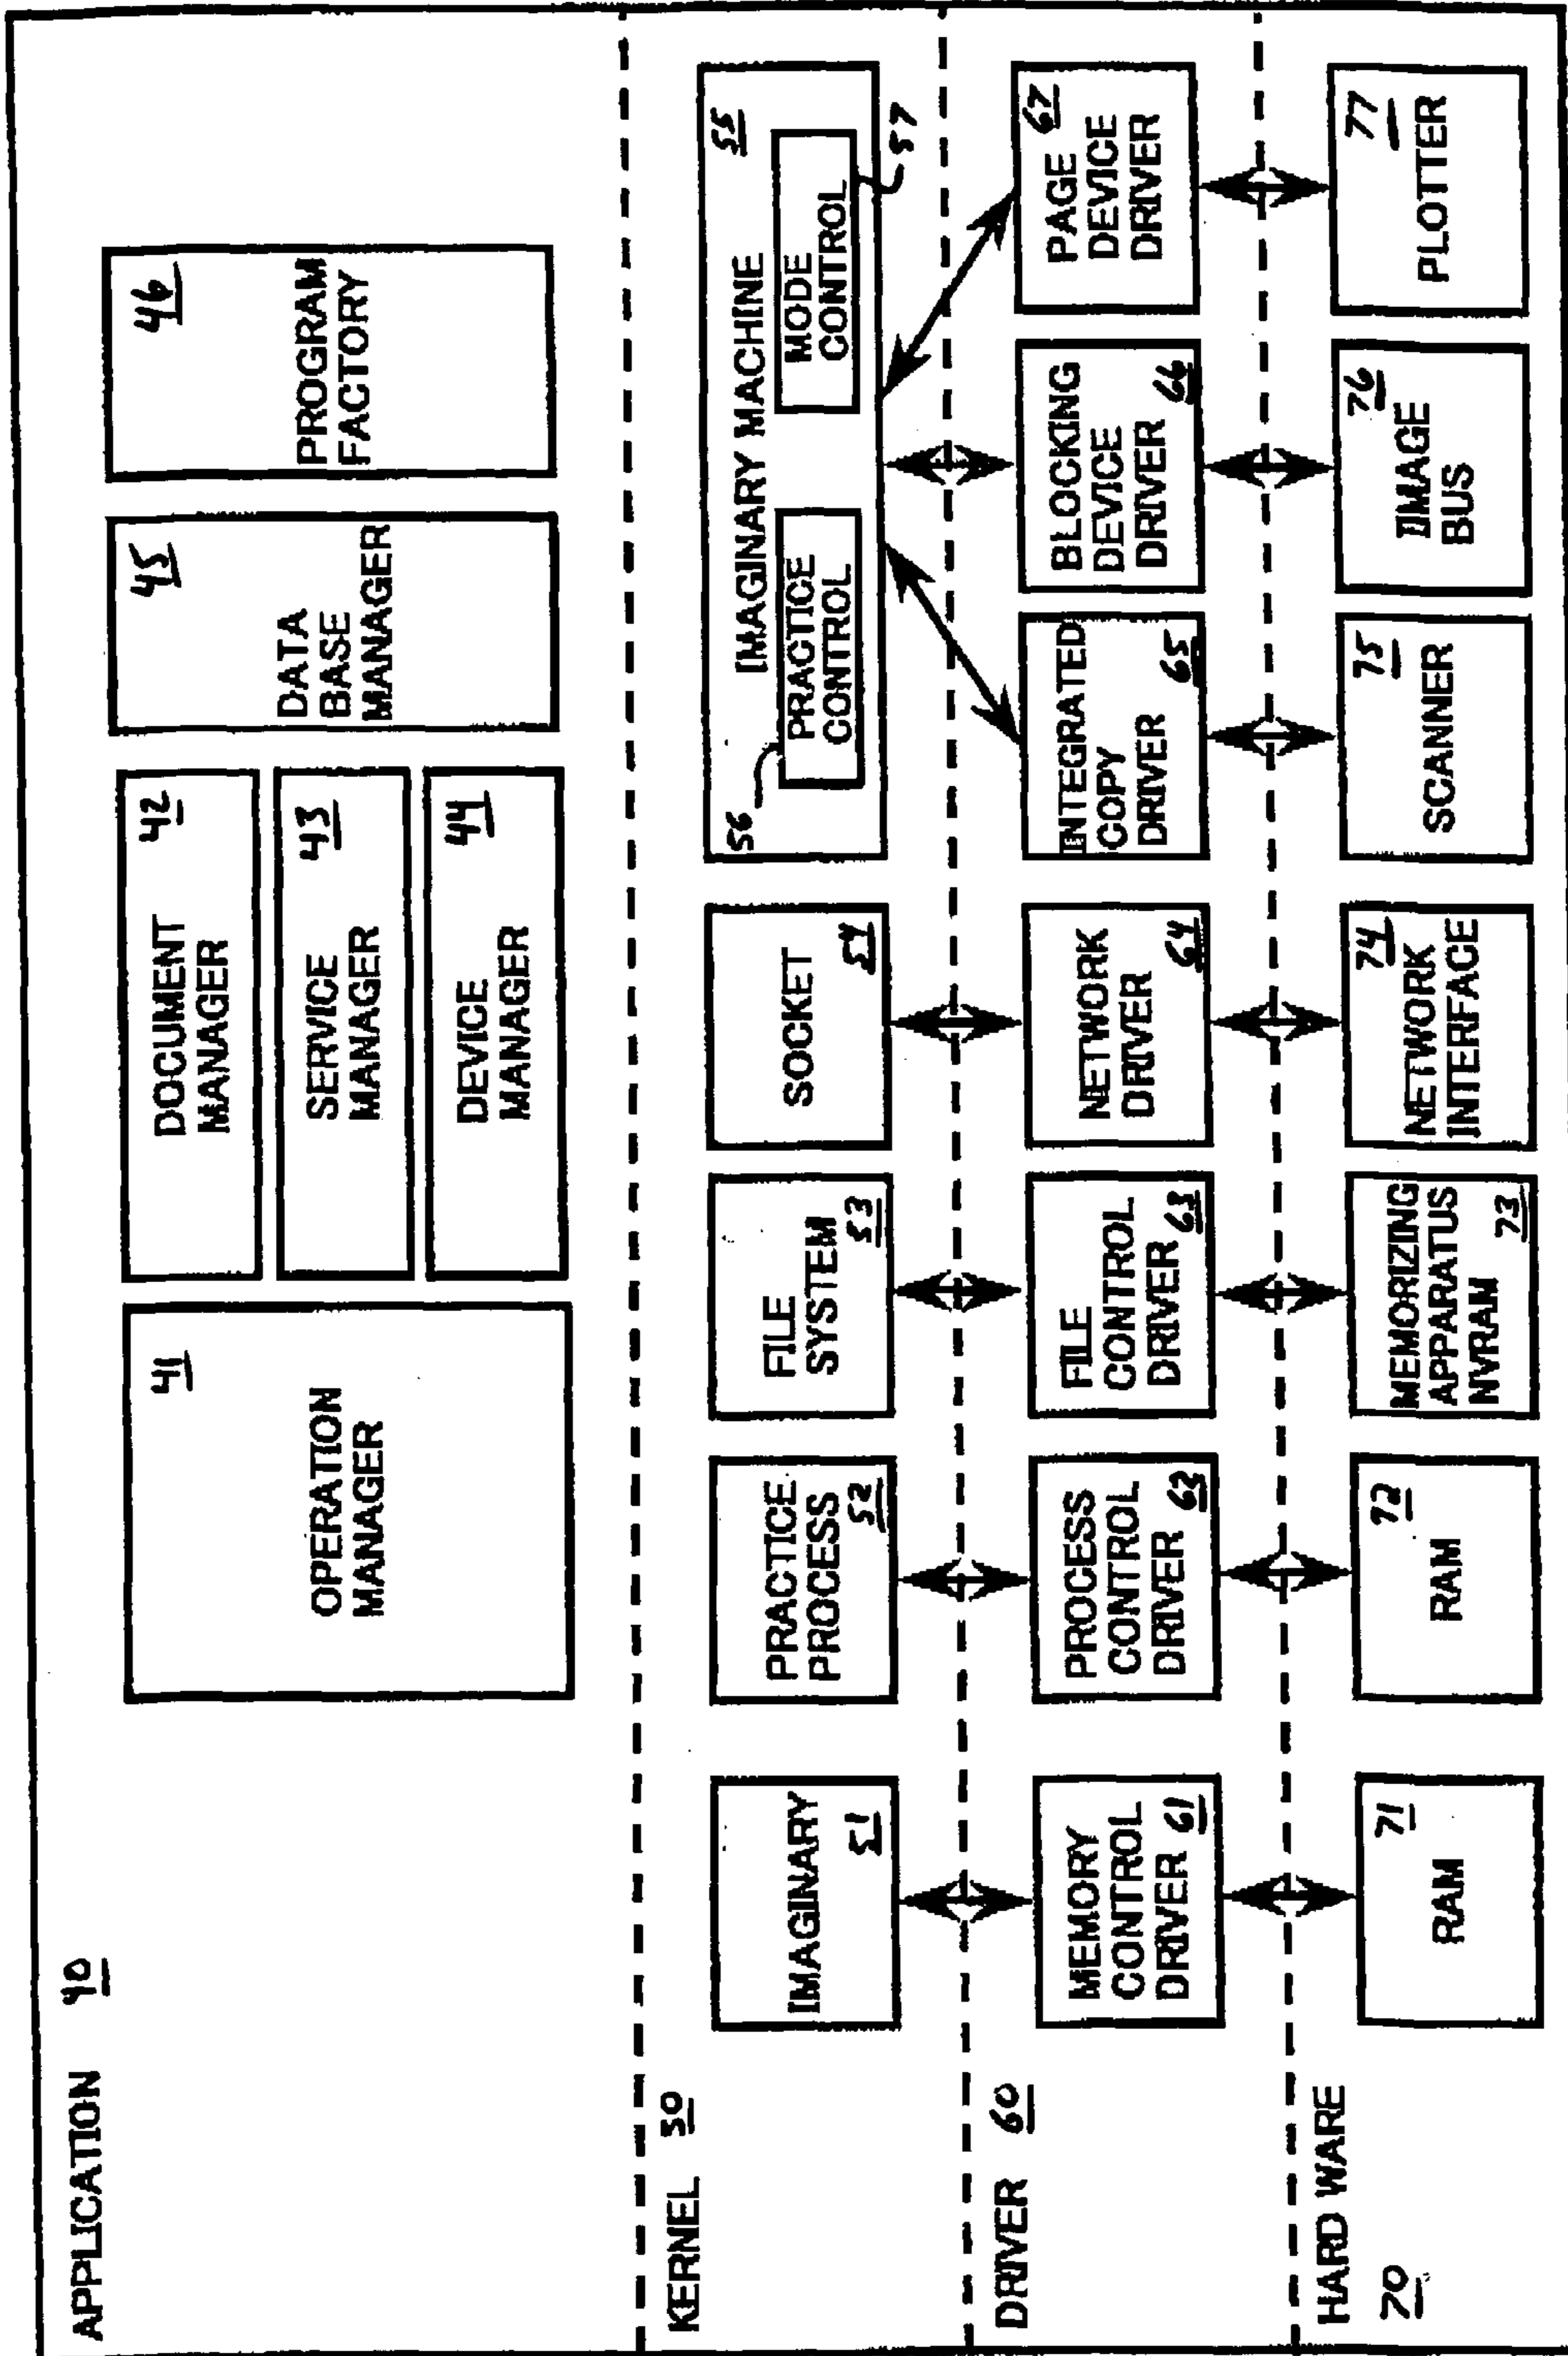 APPLICATION 40
OPERATION
MANAGER
41
DOCUMENT
MANAGER
42
SERVICE
MANAGER
43
DEVICE
MANAGER
44
DATA
BASE
MANAGER
45
PROGRAM
FACTORY
46
KERNEL 50
IMAGINARY
51
PRACTICE
PROCESS
52
FILE
SYSTEM
53
SOCKET
54
IMAGINARY MACHINE
55
56
PRACTICE
CONTROL
MODE
CONTROL
57
DRIVER 60
MEMORY
CONTROL
DRIVER 61
PROCESS
CONTROL
DRIVER 62
FILE
CONTROL
DRIVER 63
NETWORK
DRIVER
64
INTEGRATED
COPY
DRIVER
65
BLOCKING
DEVICE
DRIVER 66
PAGE 67
DEVICE
DRIVER
HARD WARE
70
71
RAM
72
RAM
MEMORIZING
APPARATUS
NVRAM 73
74
NETWORK
INTERFACE
75
SCANNER
76
IMAGE
BUS
77
PLOTTER